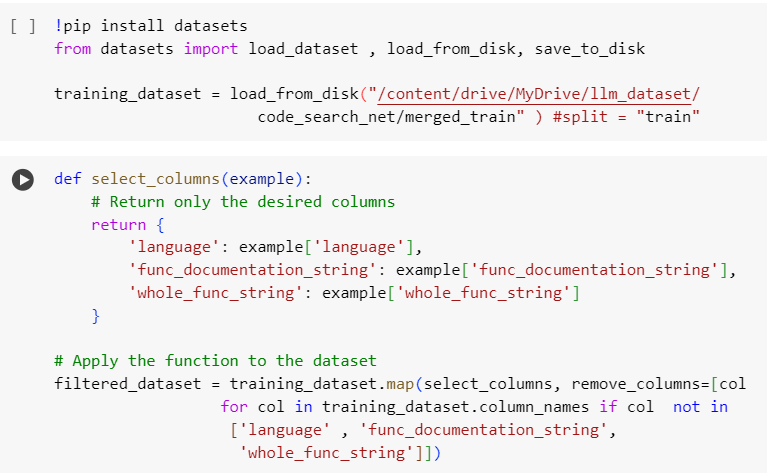 [ ] !pip install datasets
from datasets import load_dataset , load_from_disk, save_to_disk
training_dataset = load_from_disk("/content/drive/MyDrive/llm_dataset/
code_search_net/merged_train" ) #split = "train"
def select_columns(example):
# Return only the desired columns
return {
'language': example['language'],
'func_documentation_string': example['func_documentation_string'],
'whole_func_string': example['whole_func_string']
}
# Apply the function to the dataset
filtered_dataset = training_dataset.map(select_columns, remove_columns=[col
for col in training_dataset.column_names if col  not in
['language' , 'func_documentation_string',
'whole_func_string']])